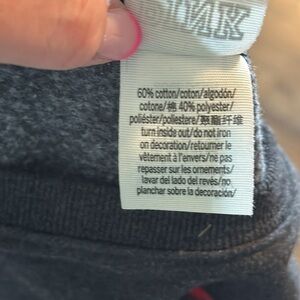 PINK
60% cotton/coton/algodón/
cotone/棉 40% polyester/
poliéster/poliestere/聚酯纤维
turn inside out/do not iron
on decoration/retourner le
vêtement à l'envers/ne pas
repasser sur les ornements/
lavar del lado del revés/no
planchar sobre la decoración/